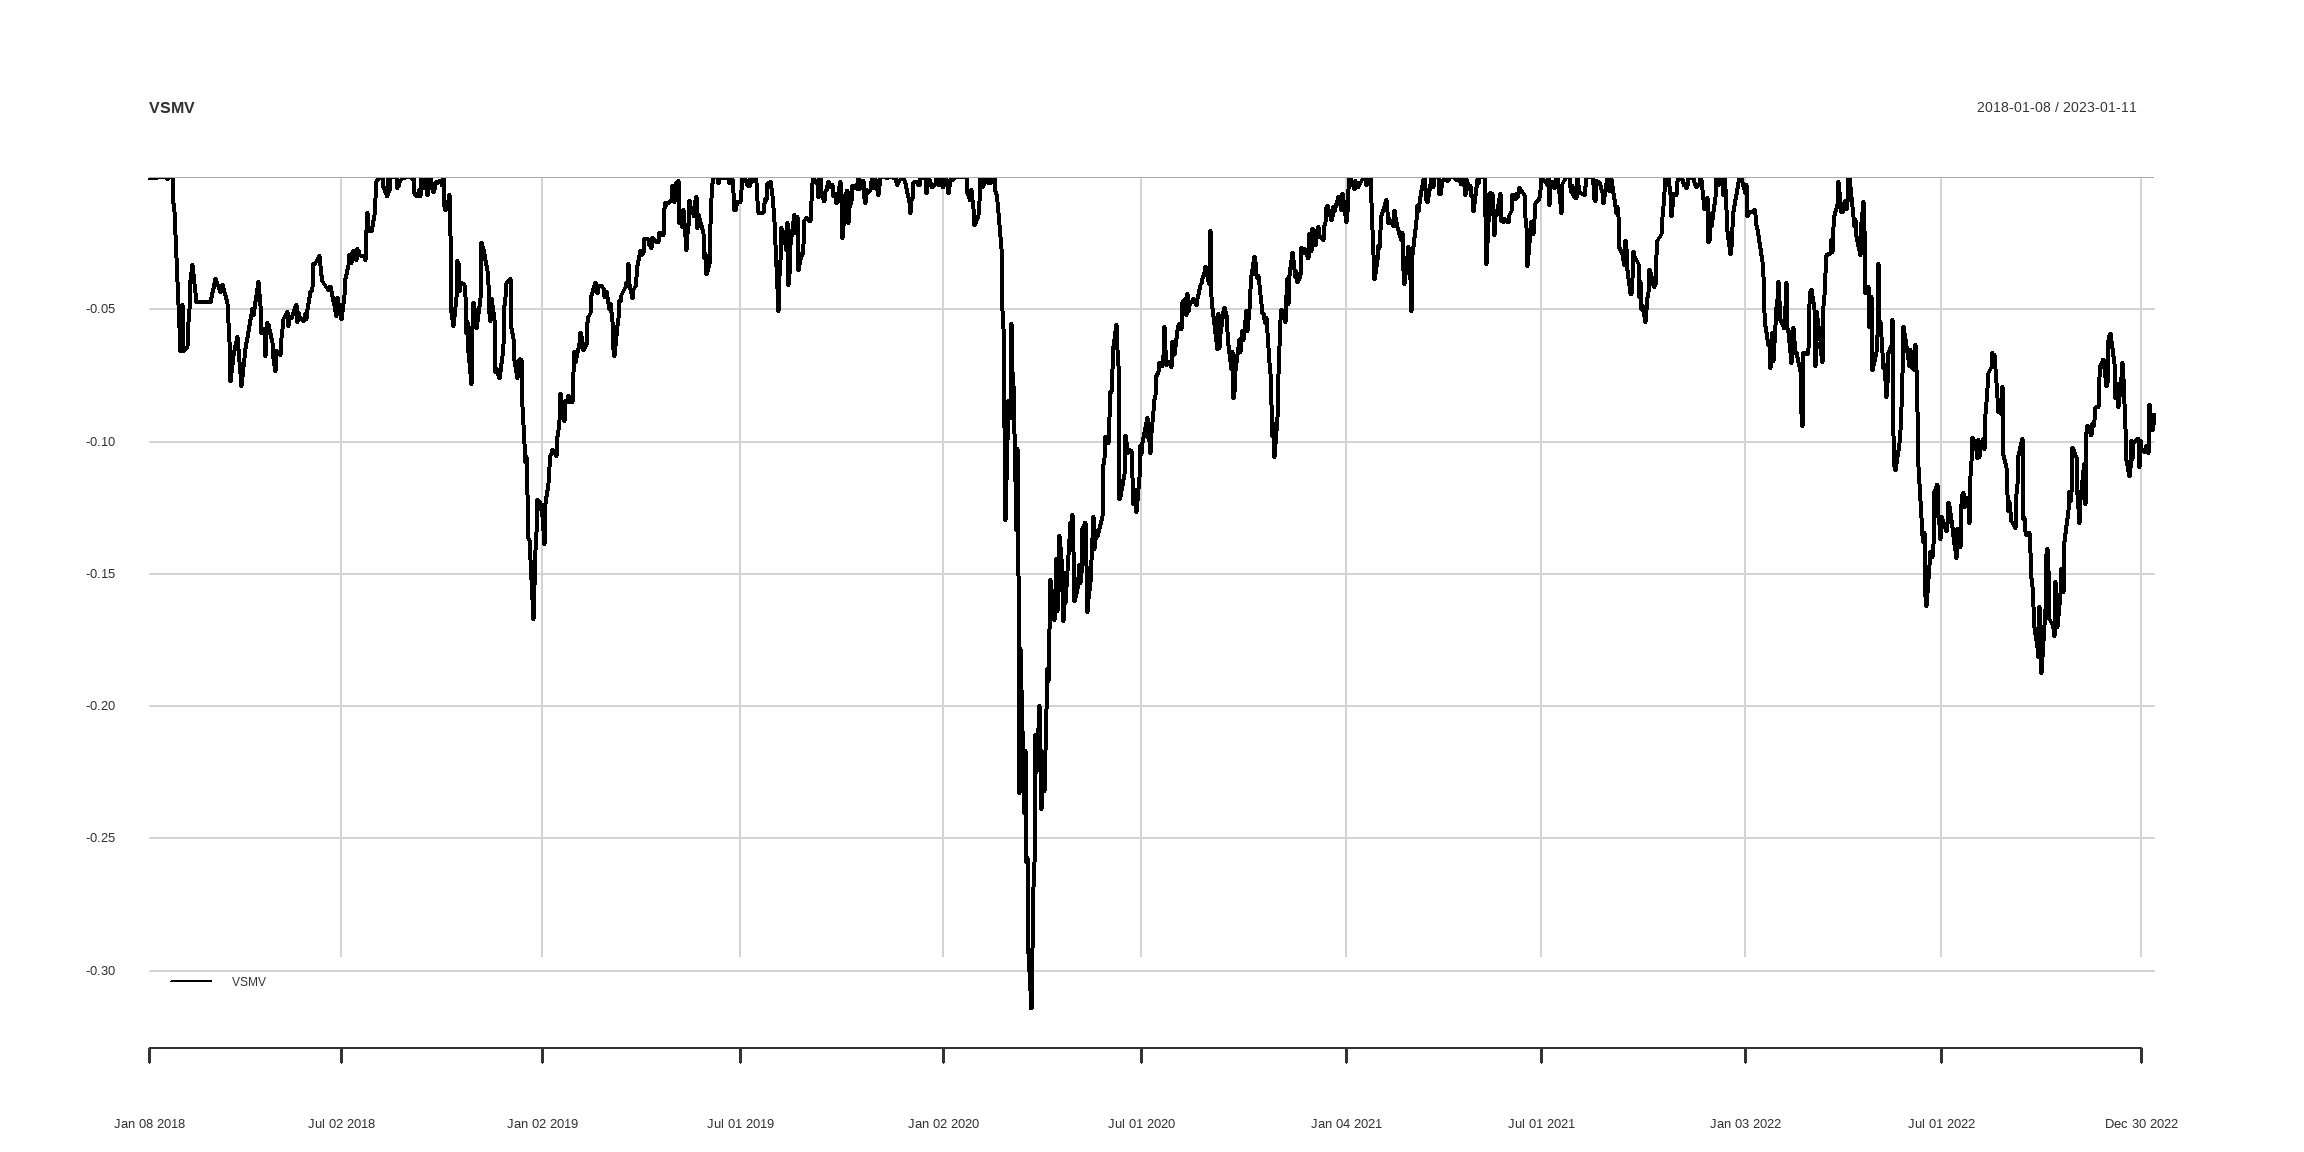 VSMV
2018-01-08 / 2023-01-11
-0.05
-0.10
-0.15
-0.20
-0.25
-0.30
VSMV
Jan 08 2018
Jul 02 2018
Jan 02 2019
Jul 01 2019
Jan 02 2020
Jul 01 2020
Jan 04 2021
Jul 01 2021
Jan 03 2022
Jul 01 2022
Dec 30 2022